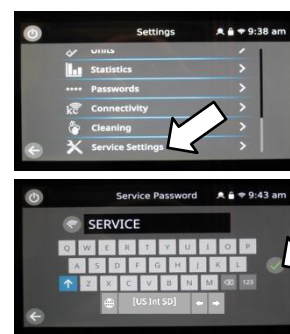 Settings 9:38 am
Units
Statistics
Passwords
Connectivity
Cleaning
Service Settings
Service Password 9:43 am
SERVICE
Q W E R T Y U I O P
A S D F G H J K L
Z X C V B N M 123
[US Int SD]